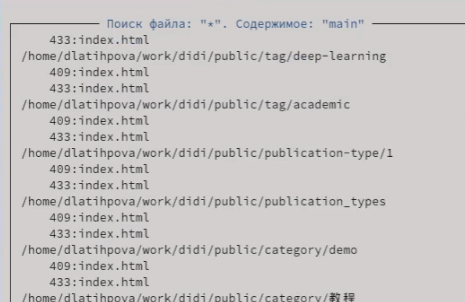 Поиск файла: "*". Содержимое: "main"
433:index.html
/home/dlatihpova/work/didi/public/tag/deep-learning
409:index.html
433:index.html
/home/dlatihpova/work/didi/public/tag/academic
409:index.html
433:index.html
/home/dlatihpova/work/didi/public/publication-type/1
409:index.html
433:index.html
/home/dlatihpova/work/didi/public/publication_types
409:index.html
433:index.html
/home/dlatihpova/work/didi/public/category/demo
409:index.html
433:index.html
/home/dlatihpova/work/didi/public/category/教程